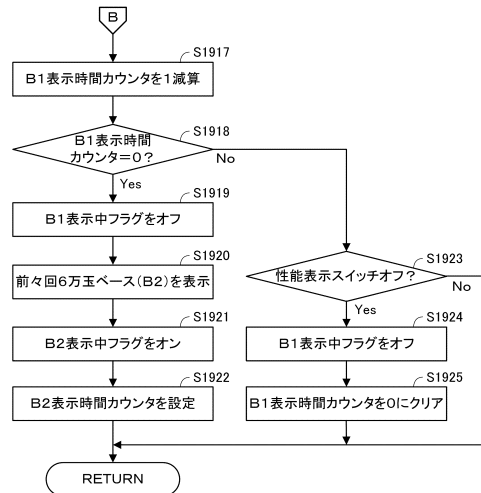 B
S1917
B1表示時間カウンタを1減算
S1918
B1表示時間
カウンタ=0?
No
Yes
S1919
B1表示中フラグをオフ
S1920
前々回6万玉ベース(B2)を表示
S1921
B2表示中フラグをオン
S1922
B2表示時間カウンタを設定
S1923
性能表示スイッチオフ?
No
Yes
S1924
B1表示中フラグをオフ
S1925
B1表示時間カウンタを0にクリア
RETURN